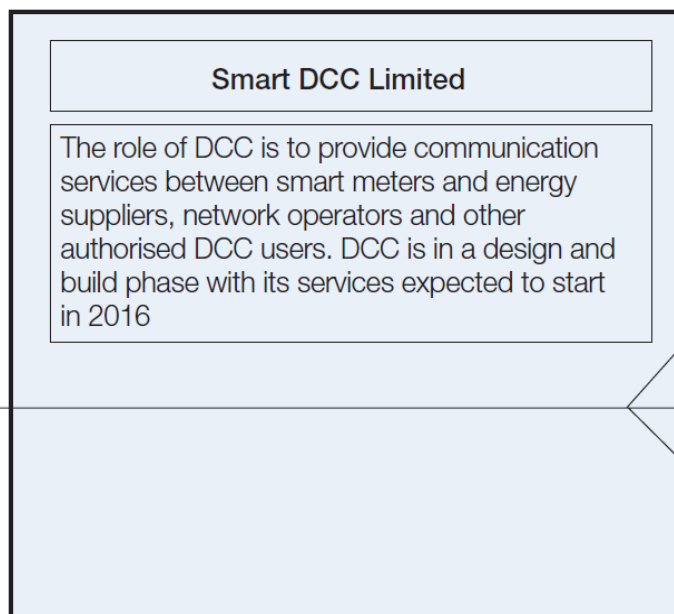 Smart DCC Limited
The role of DCC is to provide communication
services between smart meters and energy
suppliers, network operators and other
authorised DCC users. DCC is in a design and
build phase with its services expected to start
in 2016